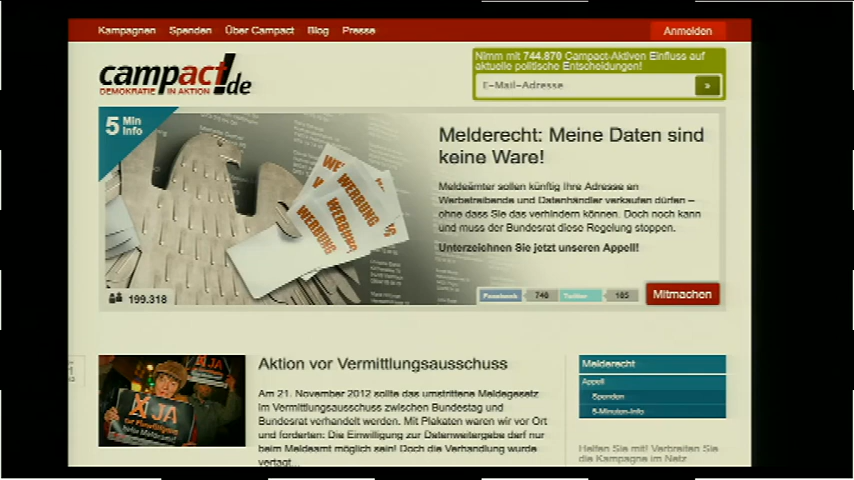 Kampagnen Spenden Über Campact Blog Presse Anmelden
campact!.de
DEMOKRATIE IN AKTION
Nimm mit 744.870 Campact-Aktiven Einfluss auf
aktuelle politische Entscheidungen!
E-Mail-Adresse »
5 Min
Info
WERBUNG
WERBUNG
WERBUNG
199.318
Melderecht: Meine Daten sind
keine Ware!
Meldeämter sollen künftig Ihre Adresse an
Werbetreibende und Datenhändler verkaufen dürfen –
ohne dass Sie das verhindern können. Doch noch kann
und muss der Bundesrat diese Regelung stoppen.
Unterzeichnen Sie jetzt unseren Appell!
Facebook 740 Twitter 105 Mitmachen
JA
JA
Aktion vor Vermittlungsausschuss
Am 21. November 2012 sollte das umstrittene Meldegesetz
im Vermittlungsausschuss zwischen Bundestag und
Bundesrat verhandelt werden. Mit Plakaten waren wir vor Ort
und forderten: Die Einwilligung zur Datenweitergabe darf nur
beim Meldeamt möglich sein! Doch die Verhandlung wurde
vertagt...
Melderecht
Appell
Spenden
5-Minuten-Info
Helfen Sie mit! Verbreiten Sie
die Kampagne im Netz